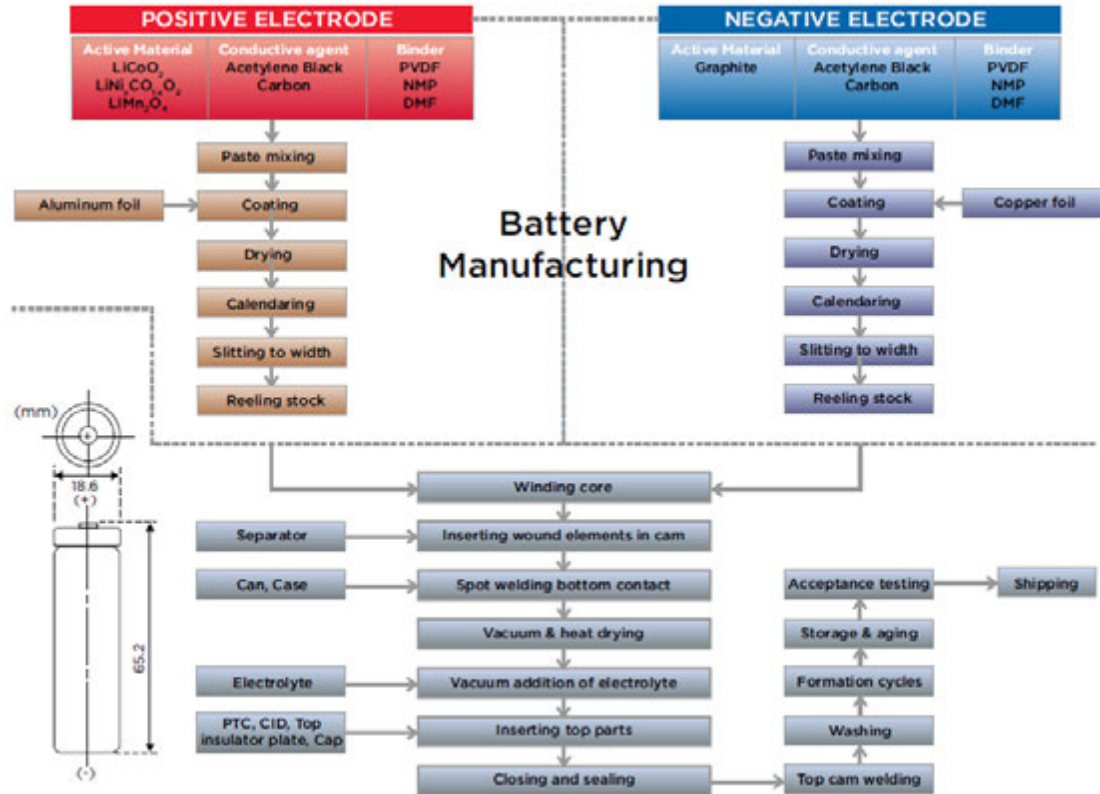 POSITIVE ELECTRODE
Active Material
LiCoO₂
LiNiₓCO₁₋ₓO₂
LIMn₂O₄
Conductive agent
Acetylene Black
Carbon
Binder
PVDF
NMP
DMF
NEGATIVE ELECTRODE
Active Material
Graphite
Conductive agent
Acetylene Black
Carbon
Binder
PVDF
NMP
DMF
Paste mixing
Aluminum foil
Coating
Drying
Calendaring
Slitting to width
Reeling stock
Battery
Manufacturing
Paste mixing
Coating
Copper foil
Drying
Calendaring
Slitting to width
Reeling stock
(mm)
18.6
(+)
65.2
(-)
Winding core
Separator
Inserting wound elements in cam
Can, Case
Spot welding bottom contact
Vacuum & heat drying
Electrolyte
Vacuum addition of electrolyte
PTC, CID, Top
insulator plate, Cap
Inserting top parts
Closing and sealing
Acceptance testing
Shipping
Storage & aging
Formation cycles
Washing
Top cam welding